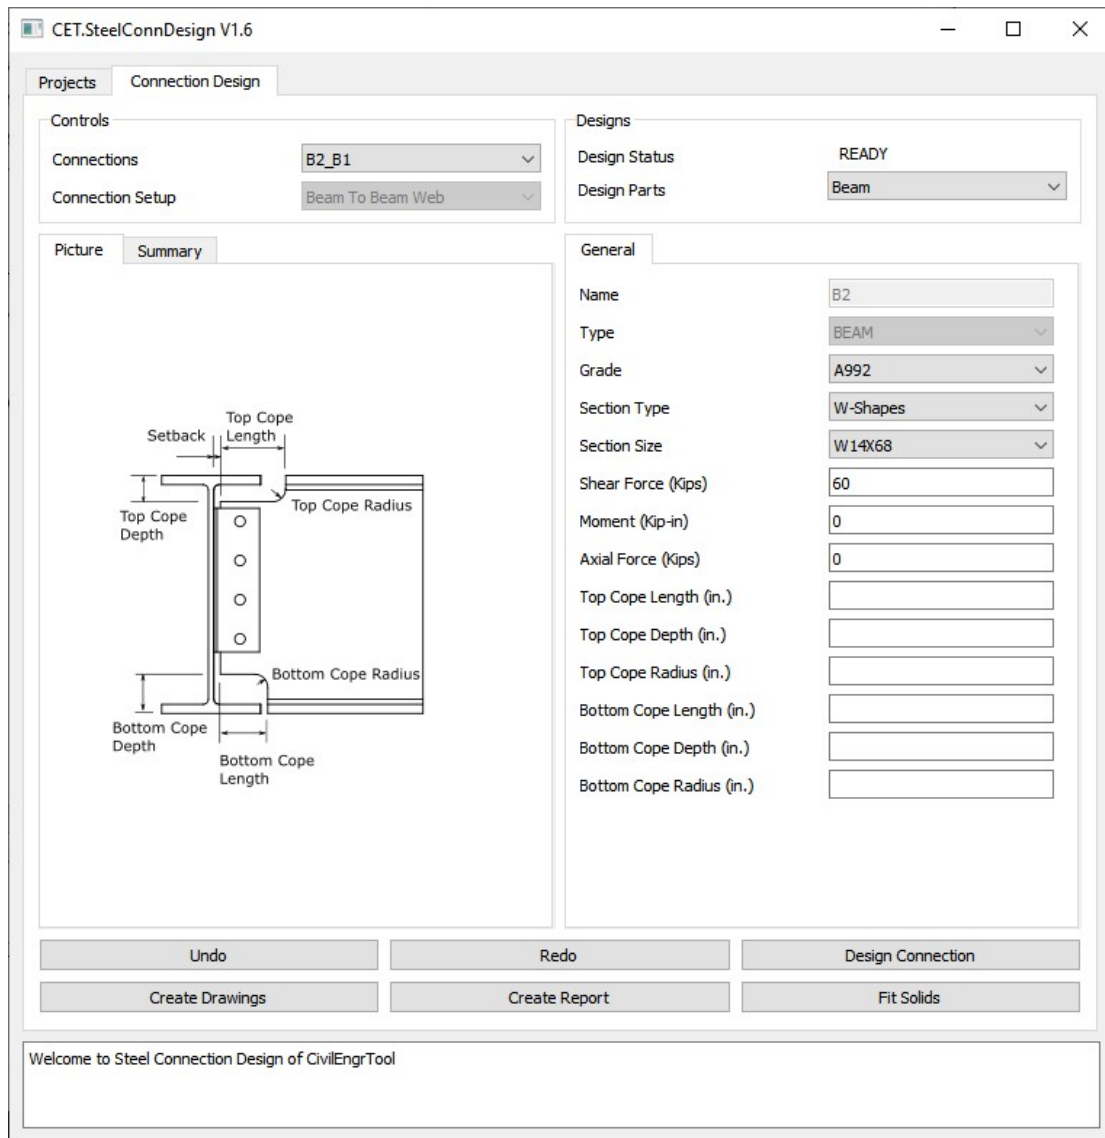 CET.SteelConnDesign V1.6
Projects
Connection Design
Controls
Connections
B2_B1
Connection Setup
Beam To Beam Web
Designs
Design Status
READY
Design Parts
Beam
Picture
Summary
Top Cope
Length
Setback
Top Cope
Depth
Top Cope Radius
Bottom Cope Radius
Bottom Cope
Depth
Bottom Cope
Length
General
Name
B2
Type
BEAM
Grade
A992
Section Type
W-Shapes
Section Size
W14X68
Shear Force (Kips)
60
Moment (Kip-in)
0
Axial Force (Kips)
0
Top Cope Length (in.)
Top Cope Depth (in.)
Top Cope Radius (in.)
Bottom Cope Length (in.)
Bottom Cope Depth (in.)
Bottom Cope Radius (in.)
Undo
Redo
Design Connection
Create Drawings
Create Report
Fit Solids
Welcome to Steel Connection Design of CivilEngrTool